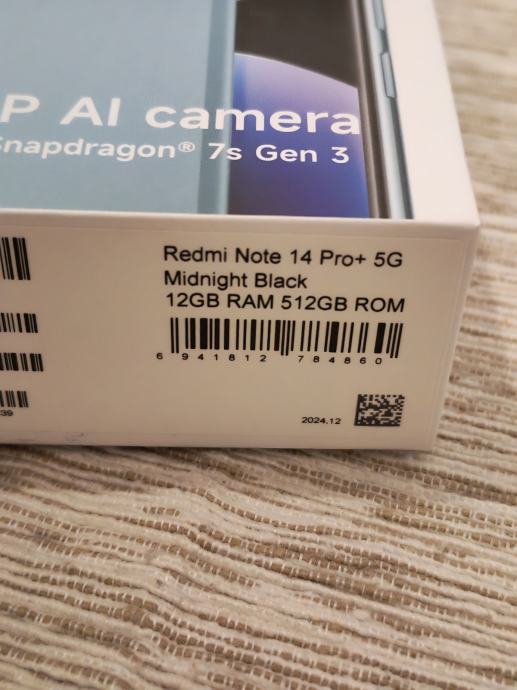 P AI camera
Snapdragon® 7s Gen 3
Redmi Note 14 Pro+ 5G
Midnight Black
12GB RAM 512GB ROM
6 941812 784860
39
2024.12